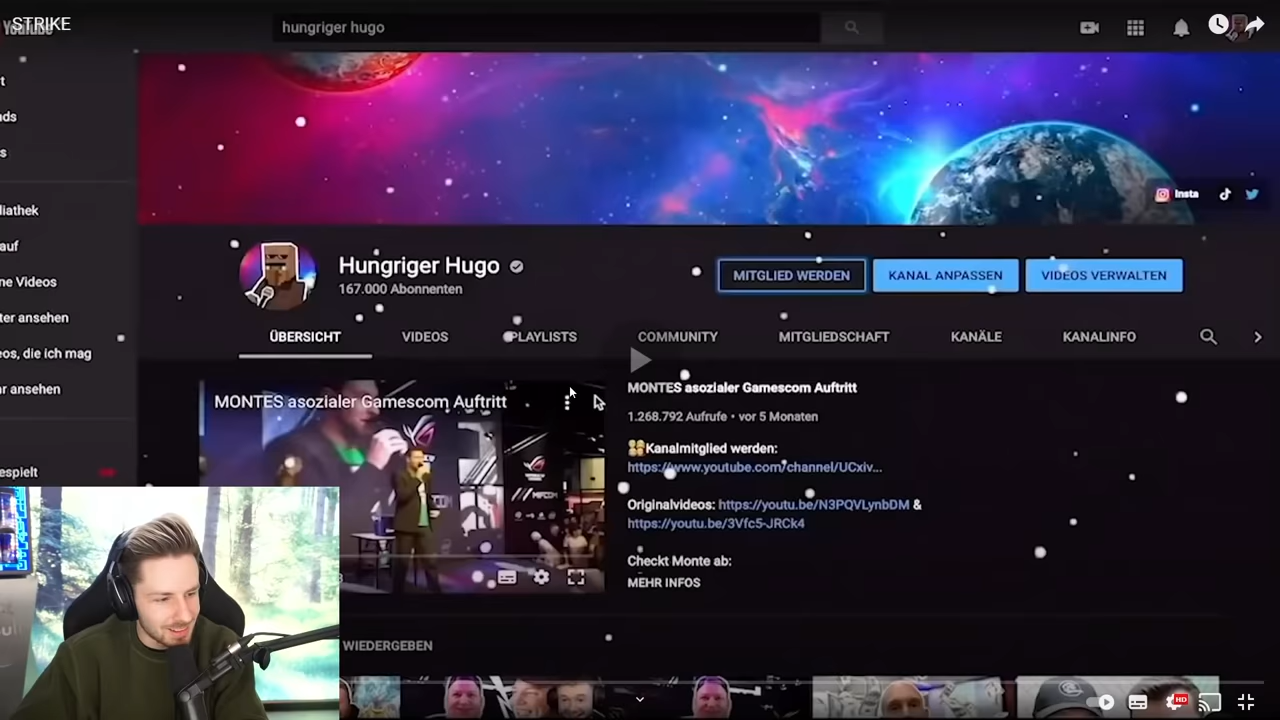 STRIKE
hungriger hugo
Insta
diathek
auf
ne Videos
ter ansehen
eos, die ich mag
hr ansehen
espielt
Hungriger Hugo
167.000 Abonnenten
MITGLIED WERDEN
KANAL ANPASSEN
VIDEOS VERWALTEN
ÜBERSICHT
VIDEOS
PLAYLISTS
COMMUNITY
MITGLIEDSCHAFT
KANÄLE
KANALINFO
MONTES asozialer Gamescom Auftritt
MONTES asozialer Gamescom Auftritt
1.268.792 Aufrufe • vor 5 Monaten
Kanalmitglied werden:
https://www.youtube.com/channel/UCxiv...
Originalvideos: https://youtu.be/N3PQVLynbDM &
https://youtu.be/3Vfc5-JRCk4
Checkt Monte ab:
MEHR INFOS
WIEDERGEBEN
HD